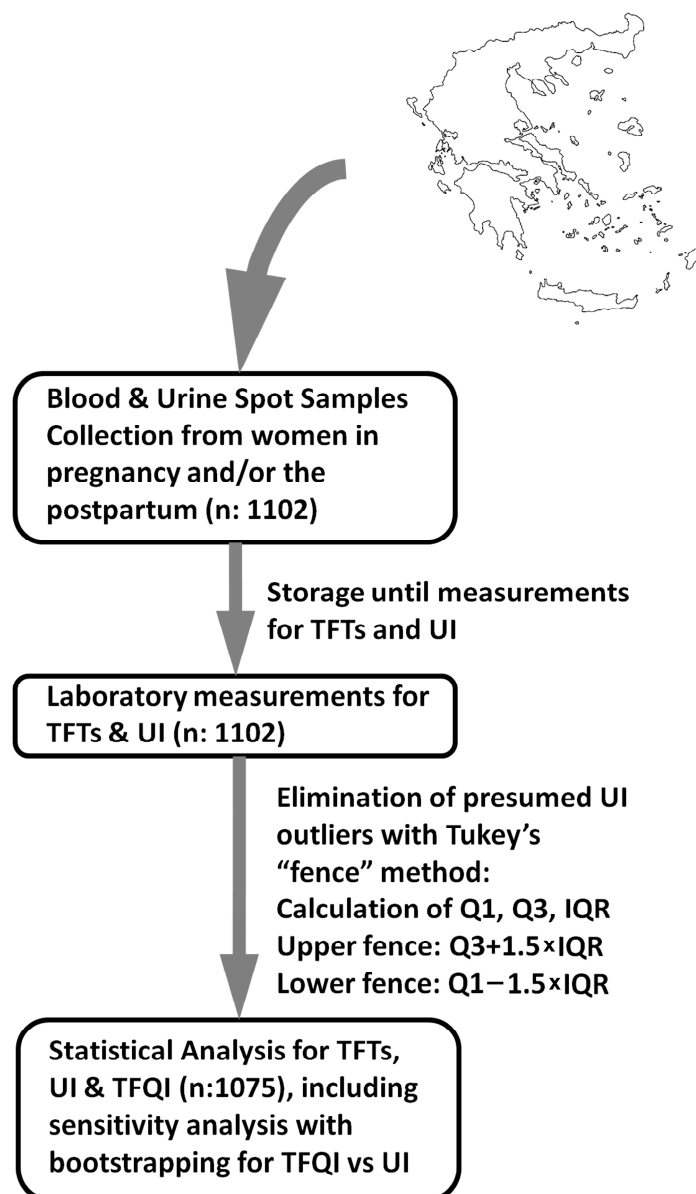 Blood & Urine Spot Samples
Collection from women in
pregnancy and/or the
postpartum (n: 1102)
Storage until measurements
for TFTs and UI
Laboratory measurements for
TFTs & UI (n: 1102)
Elimination of presumed UI
outliers with Tukey’s
“fence” method:
Calculation of Q1, Q3, IQR
Upper fence: Q3+1.5×IQR
Lower fence: Q1−1.5×IQR
Statistical Analysis for TFTs,
UI & TFQI (n:1075), including
sensitivity analysis with
bootstrapping for TFQI vs UI